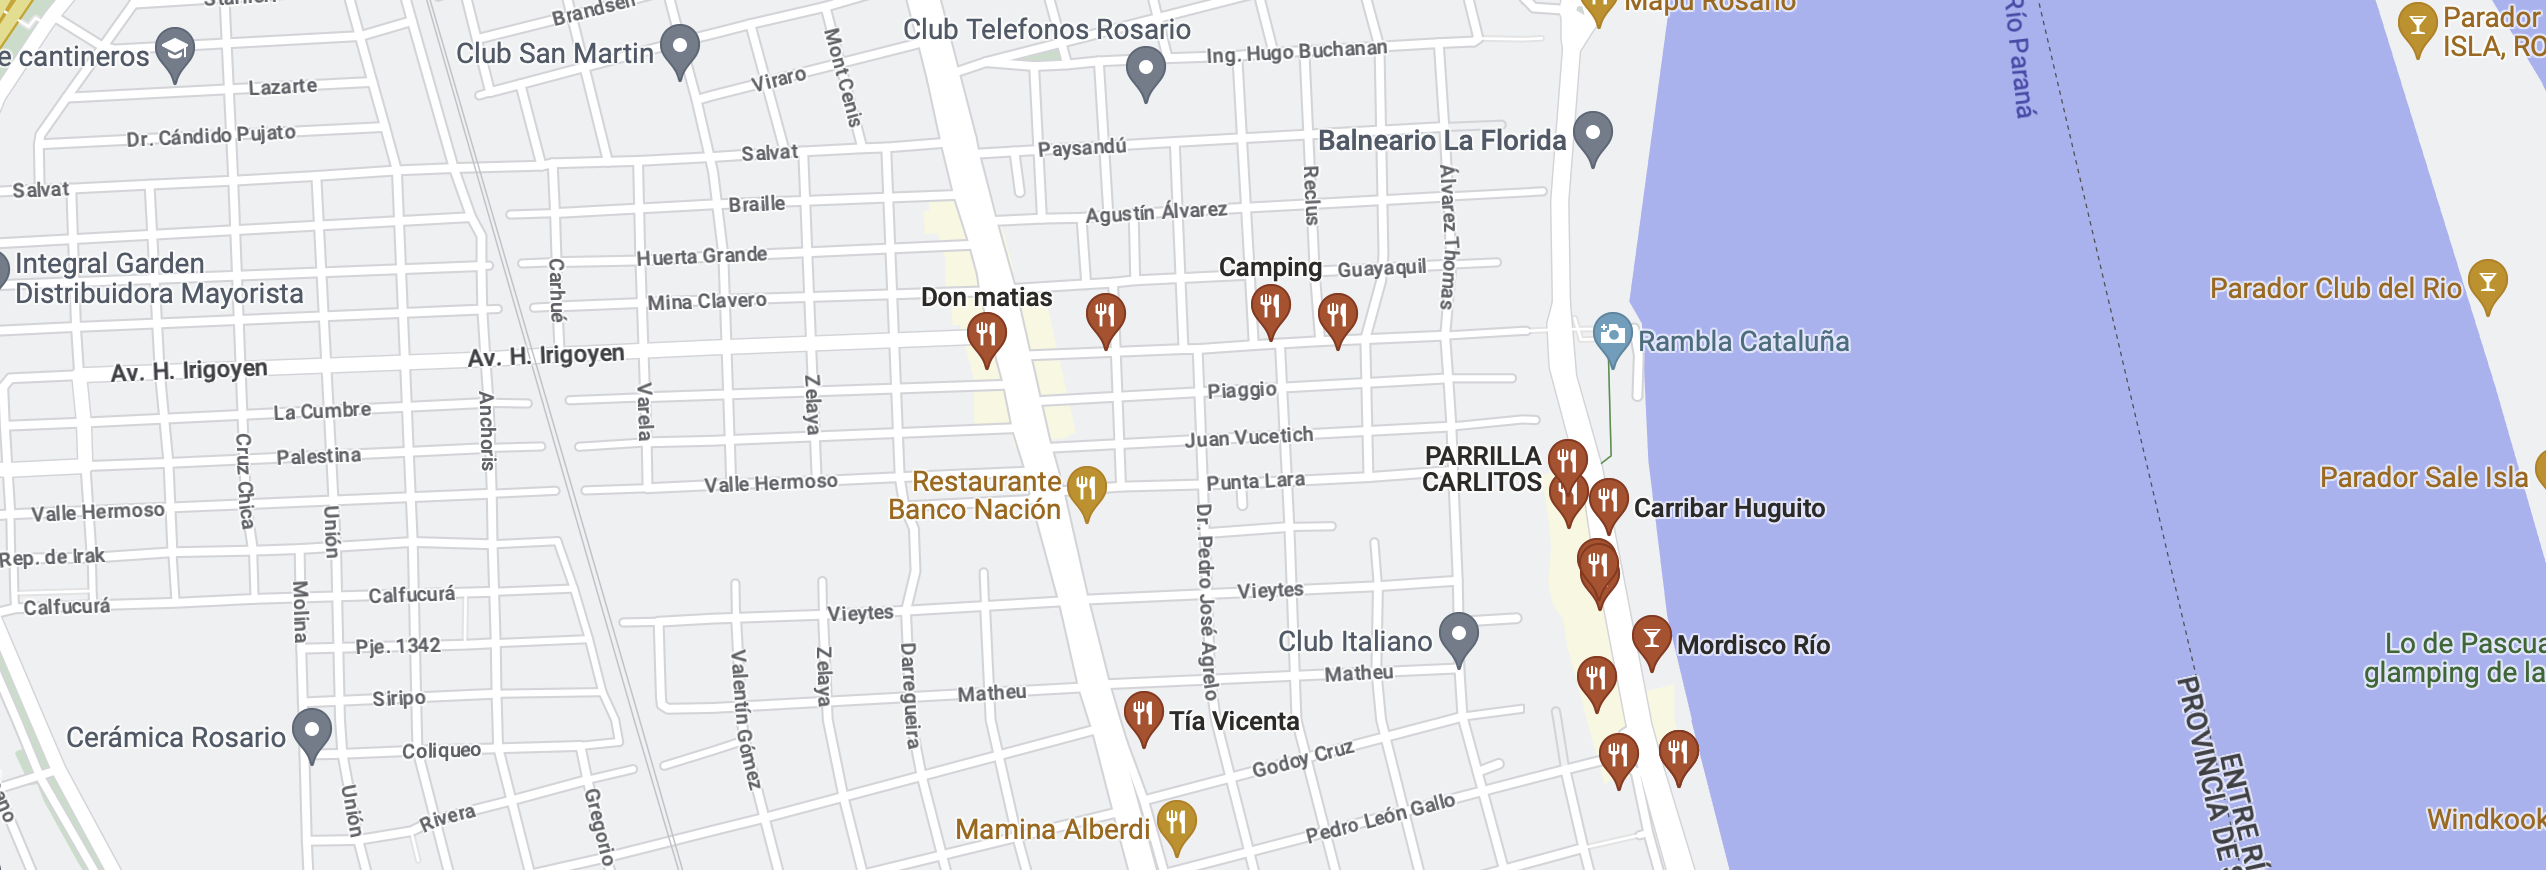 Brandsen
Mapu Rosario
Río Paraná
Parador
ISLA, RO
Club Telefonos Rosario
Club San Martin
e cantineros
Mont Cenis
Ing. Hugo Buchanan
Viraro
Lazarte
Dr. Cándido Pujato
Balneario La Florida
Paysandú
Salvat
Salvat
Reclus
Álvarez Thomas
Braille
Agustín Álvarez
Huerta Grande
Integral Garden
Distribuidora Mayorista
Carhué
Camping
Guayaquil
Parador Club del Rio
Don matias
Mina Clavero
Rambla Cataluña
Av. H. Irigoyen
Av. H. Irigoyen
Piaggio
Varela
Zelaya
La Cumbre
Anchoris
Juan Vucetich
PARRILLA
CARLITOS
Palestina
Cruz Chica
Restaurante
Banco Nación
Valle Hermoso
Punta Lara
Parador Sale Isla
Carribar Huguito
Valle Hermoso
Unión
Dr. Pedro José Agrelo
Rep. de Irak
Calfucurá
Calfucurá
Molina
Vieytes
Vieytes
Club Italiano
Mordisco Río
Lo de Pascua
glamping de la
Pje. 1342
Valentín Gómez
Zelaya
Darregueira
Matheu
Matheu
Siripo
Tía Vicenta
Cerámica Rosario
Coliqueo
Godoy Cruz
PROVINCIA DE S
ENTRE RÍ
Unión
Rivera
Gregorio
Mamina Alberdi
Pedro León Gallo
Windkook